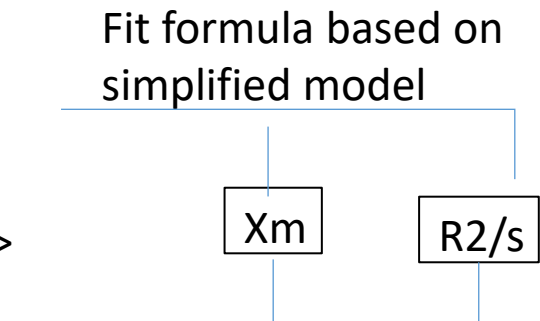 Fit formula based on
simplified model
Xm
R2/s
>